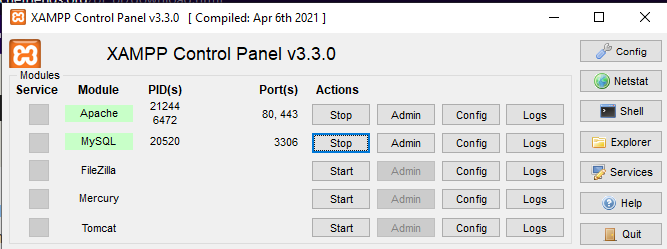 XAMPP Control Panel v3.3.0 [ Compiled: Apr 6th 2021 ]
XAMPP Control Panel v3.3.0
Config
Modules
Service Module PID(s) Port(s) Actions
Netstat
Apache 21244 6472 80, 443 Stop Admin Config Logs
Shell
MySQL 20520 3306 Stop Admin Config Logs
Explorer
FileZilla Start Admin Config Logs
Services
Mercury Start Admin Config Logs
Help
Tomcat Start Admin Config Logs
Quit